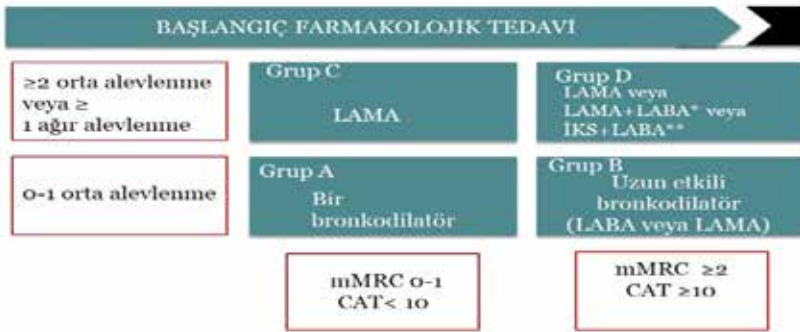 BAŞLANGIÇ FARMAKOLOJİK TEDAVİ
≥2 orta alevlenme
veya ≥
1 ağır alevlenme
Grup C
LAMA
Grup D
LAMA veya
LAMA+LABA* veya
İKS+LABA**
0-1 orta alevlenme
Grup A
Bir
bronkodilatör
Grup B
Uzun etkili
bronkodilatör
(LABA veya LAMA)
mMRC 0-1
CAT< 10
mMRC ≥2
CAT ≥10